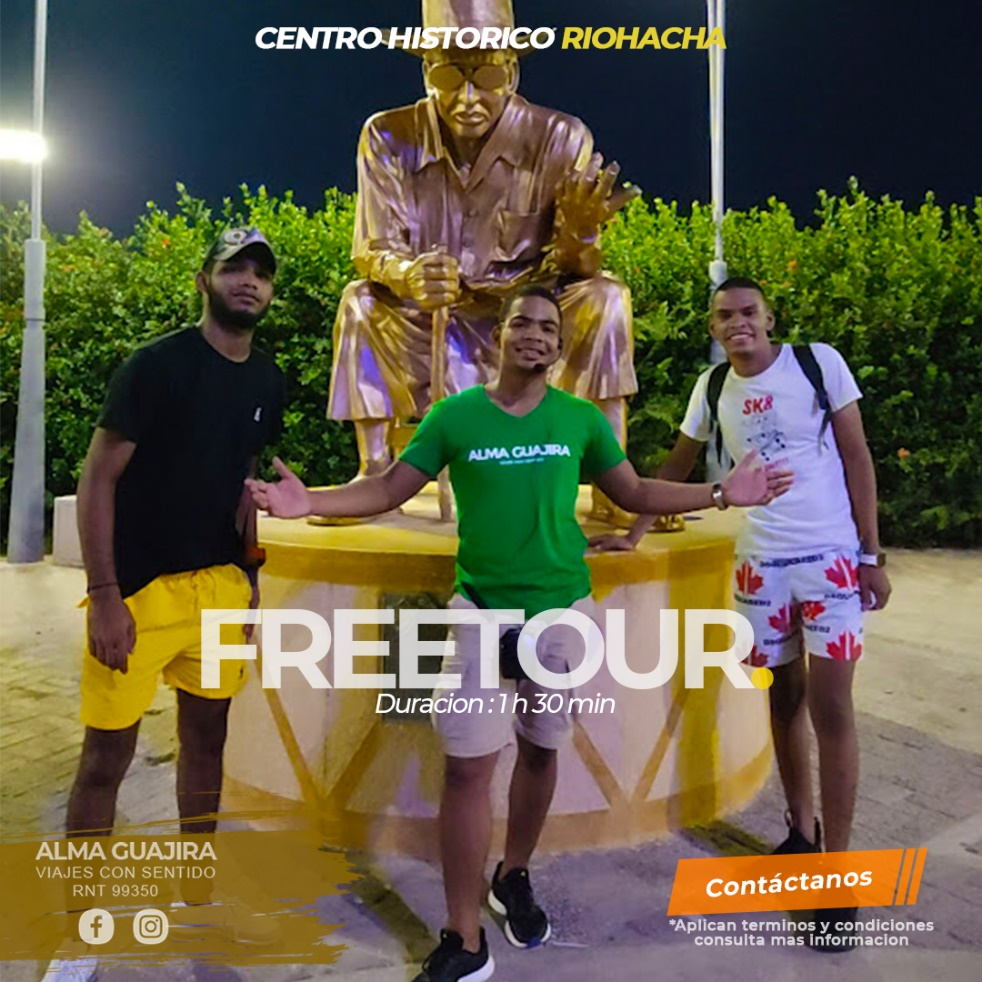 CENTRO HISTORICO RIOHACHA
SK8
ALMA GUAJIRA
FREETOUR.
Duracion : 1 h 30 min
ALMA GUAJIRA
VIAJES CON SENTIDO
RNT 99350
Contáctanos
*Aplican terminos y condiciones
consulta mas informacion